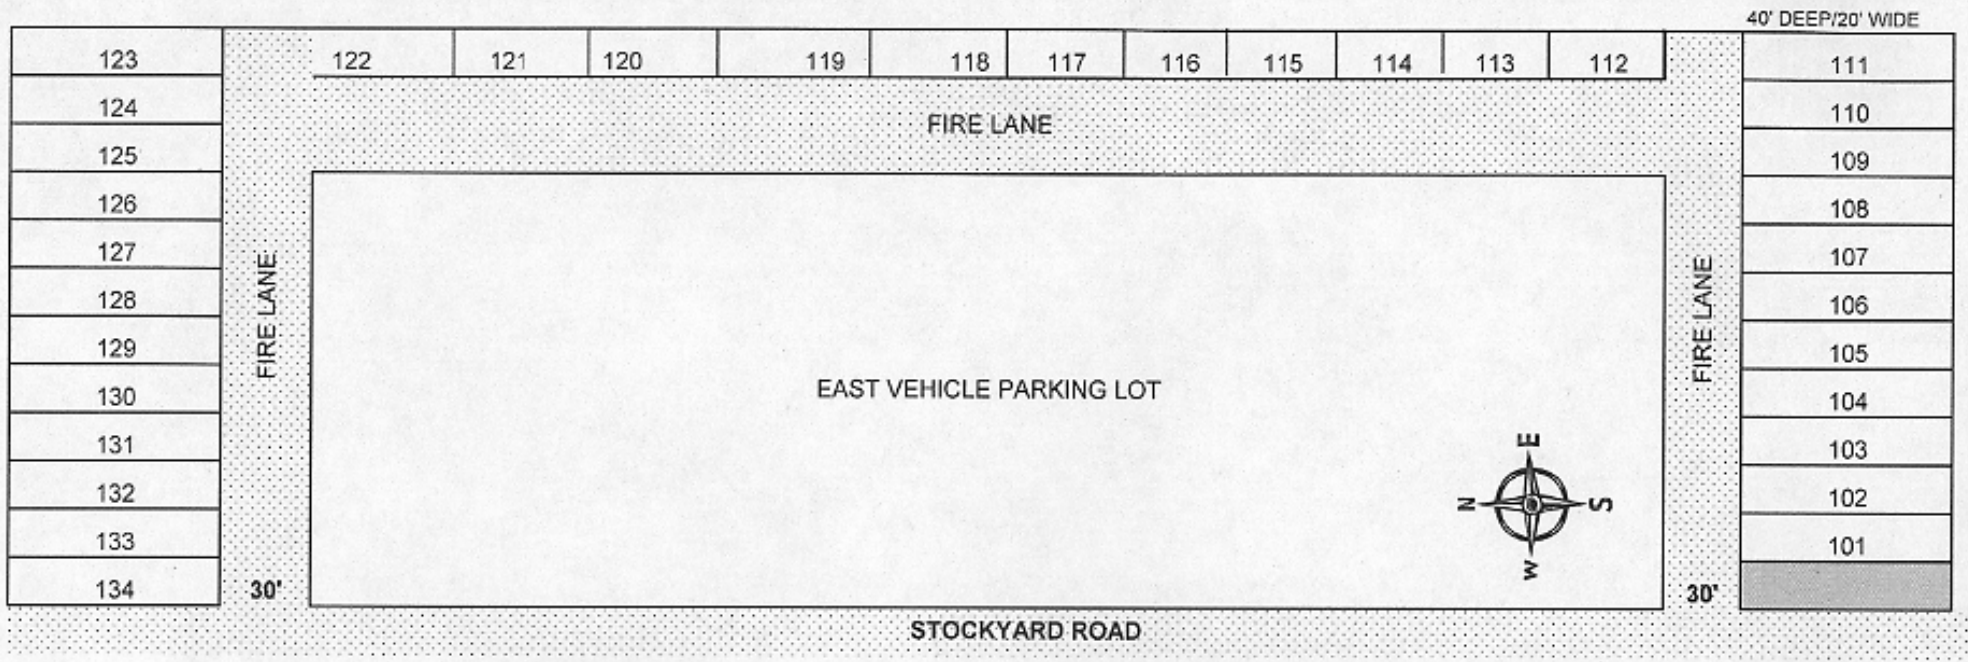 40' DEEP/20' WIDE
123
122 121 120 119 118 117 116 115 114 113 112
111
124
FIRE LANE
110
125
109
126
108
127
107
128
FIRE LANE
FIRE LANE
106
129
105
130
EAST VEHICLE PARKING LOT
104
131
E
103
132
N
S
102
133
101
W
134
30'
30'
STOCKYARD ROAD